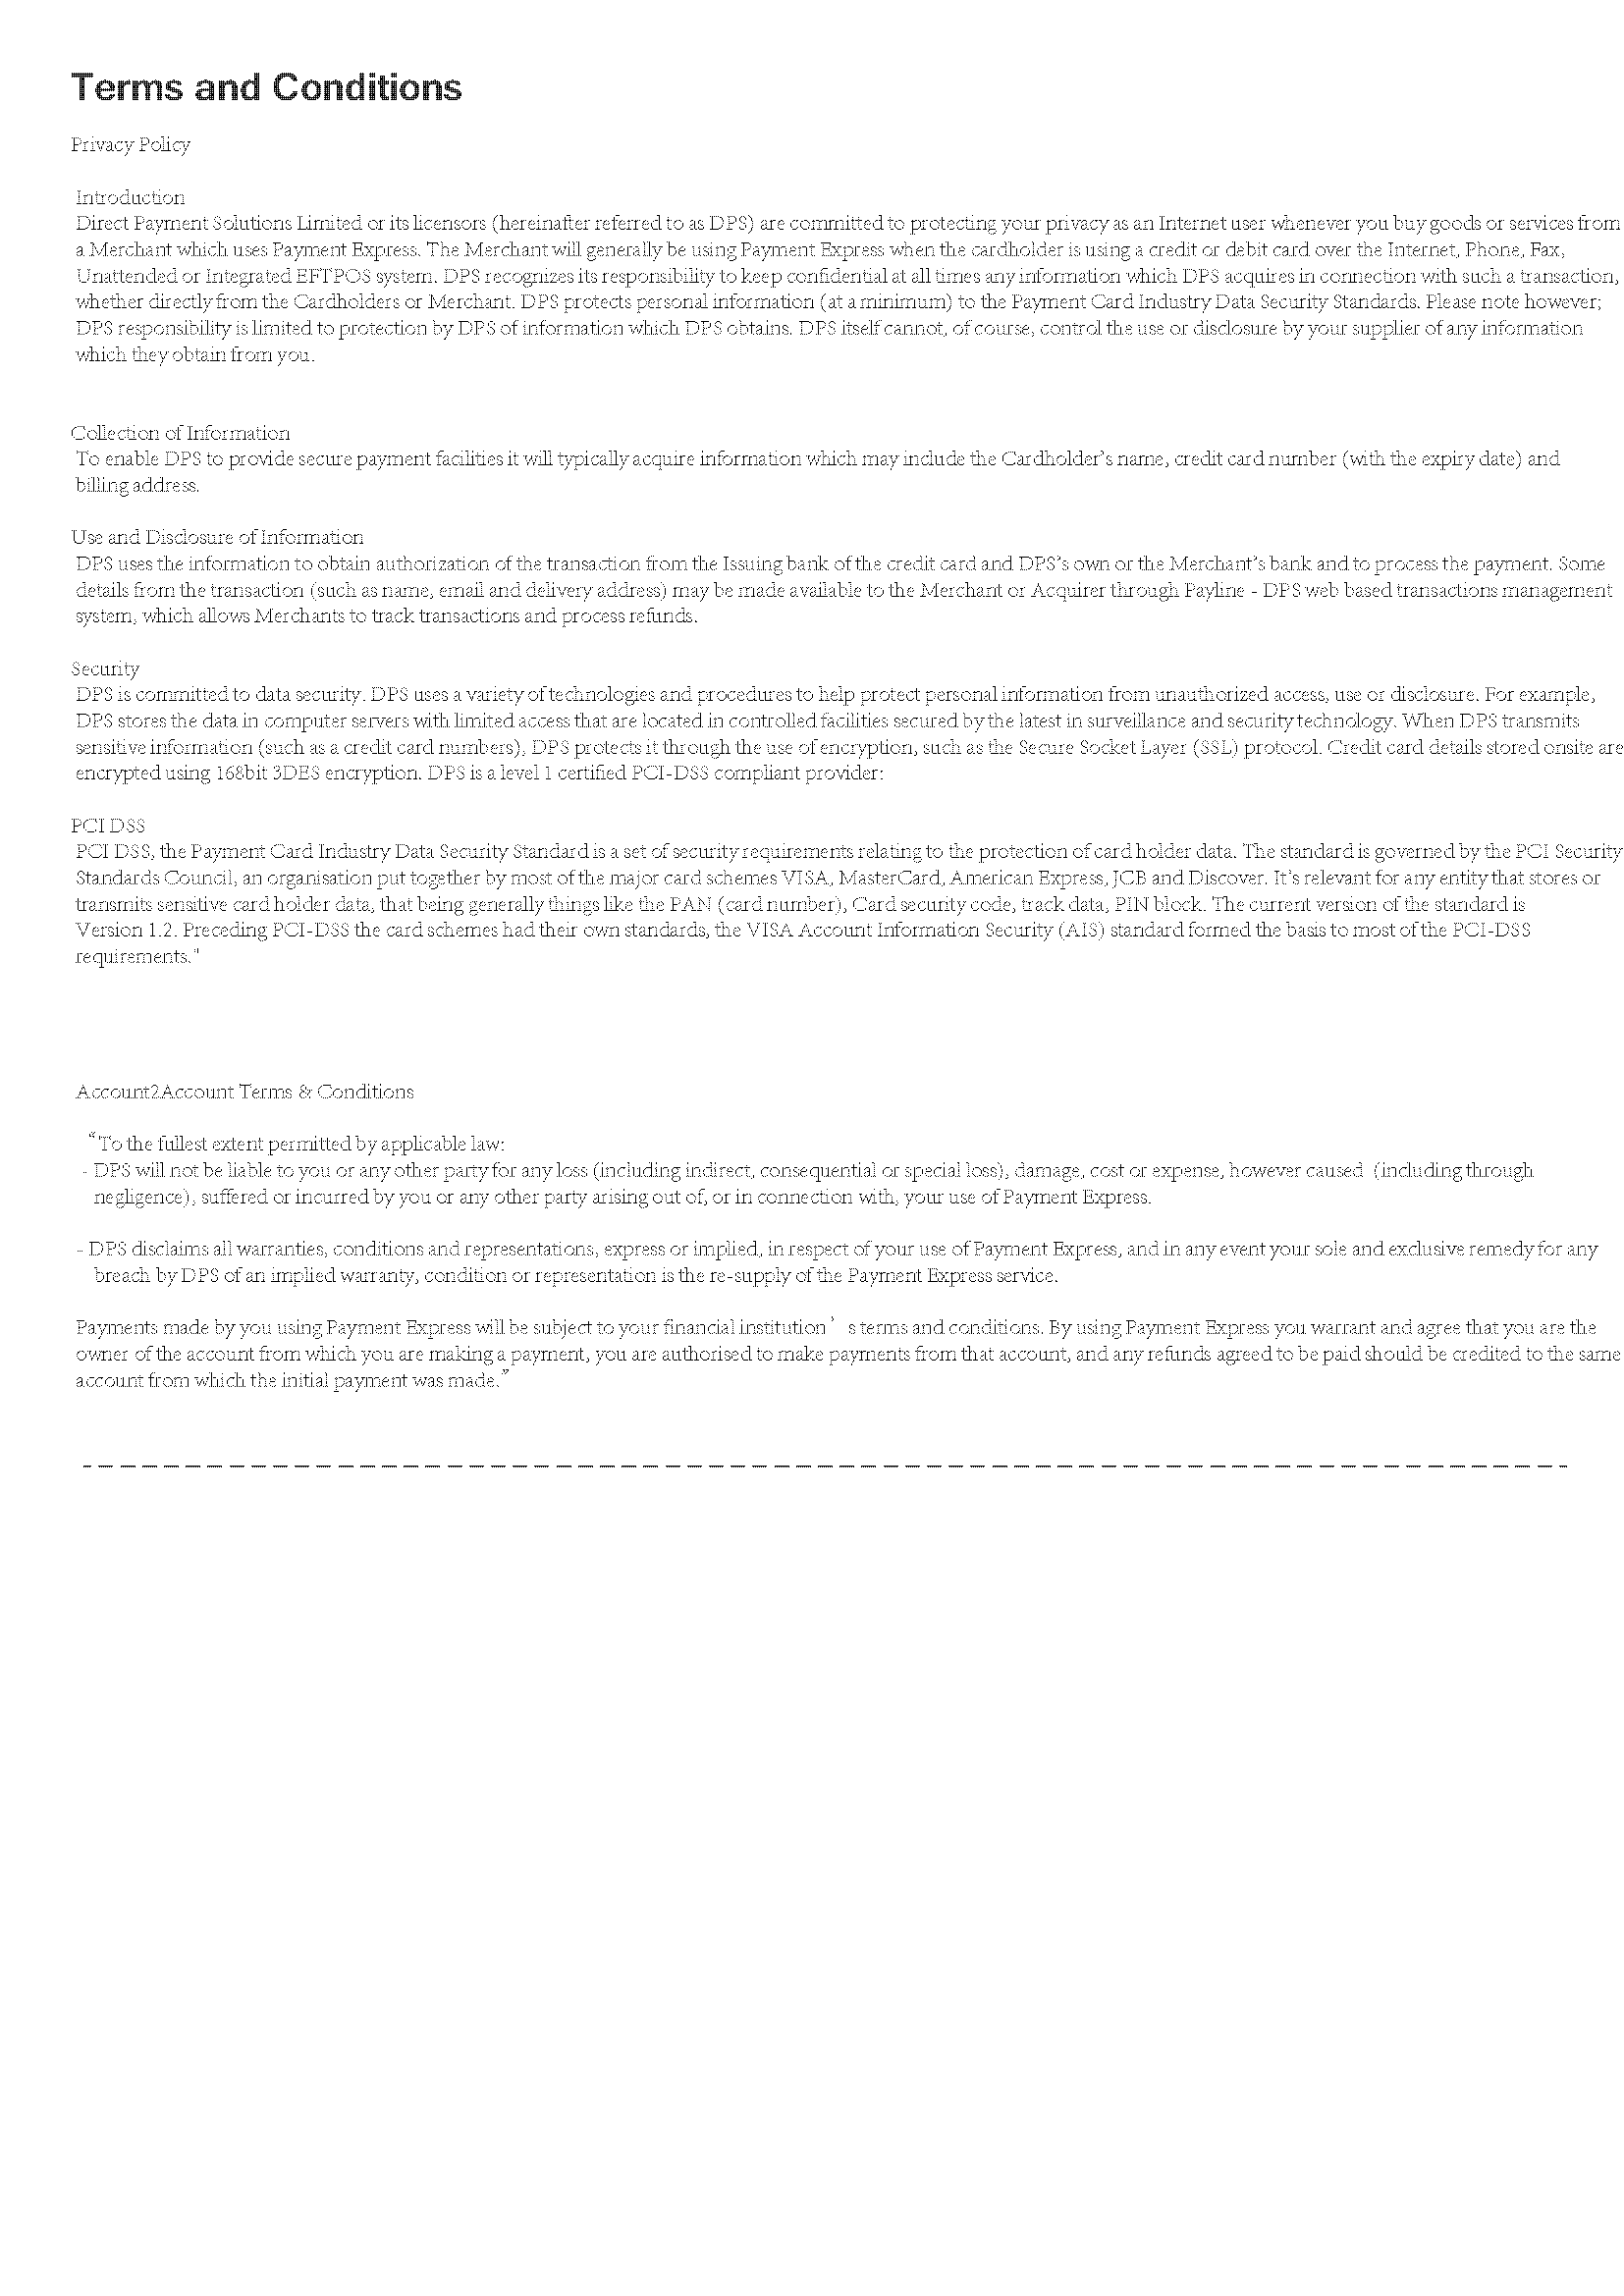 Terms and Conditions
Privacy Policy
Introduction
Direct Payment Solutions Limited or its licensors (hereinafter referred to as DPS) are committed to protecting your privacy as an Internet user whenever you buy goods or services from
a Merchant which uses Payment Express. The Merchant will generally be using Payment Express when the cardholder is using a credit or debit card over the Internet, Phone, Fax,
Unattended or Integrated EFTPOS system. DPS recognizes its responsibility to keep confidential at all times any information which DPS acquires in connection with such a transaction,
whether directly from the Cardholders or Merchant. DPS protects personal information (at a minimum) to the Payment Card Industry Data Security Standards. Please note however;
DPS responsibility is limited to protection by DPS of information which DPS obtains. DPS itself cannot, of course, control the use or disclosure by your supplier of any information
which they obtain from you.
Collection of Information
To enable DPS to provide secure payment facilities it will typically acquire information which may include the Cardholder's name, credit card number (with the expiry date) and
billing address.
Use and Disclosure of Information
DPS uses the information to obtain authorization of the transaction from the Issuing bank of the credit card and DPS's own or the Merchant's bank and to process the payment. Some
details from the transaction (such as name, email and delivery address) may be made available to the Merchant or Acquirer through Payline - DPS web based transactions management
system, which allows Merchants to track transactions and process refunds.
Security
DPS is committed to data security. DPS uses a variety of technologies and procedures to help protect personal information from unauthorized access, use or disclosure. For example,
DPS stores the data in computer servers with limited access that are located in controlled facilities secured by the latest in surveillance and security technology. When DPS transmits
sensitive information (such as a credit card numbers), DPS protects it through the use of encryption, such as the Secure Socket Layer (SSL) protocol. Credit card details stored onsite are
encrypted using 168bit 3DES encryption. DPS is a level 1 certified PCI-DSS compliant provider:
PCI DSS
PCI DSS, the Payment Card Industry Data Security Standard is a set of security requirements relating to the protection of card holder data. The standard is governed by the PCI Security
Standards Council, an organisation put together by most of the major card schemes VISA, MasterCard, American Express, JCB and Discover. It's relevant for any entity that stores or
transmits sensitive card holder data, that being generally things like the PAN (card number), Card security code, track data, PIN block. The current version of the standard is
Version 1.2. Preceding PCI-DSS the card schemes had their own standards, the VISA Account Information Security (AIS) standard formed the basis to most of the PCI-DSS
requirements."
Account2Account Terms & Conditions
"To the fullest extent permitted by applicable law:
- DPS will not be liable to you or any other party for any loss (including indirect, consequential or special loss), damage, cost or expense, however caused (including through
negligence), suffered or incurred by you or any other party arising out of, or in connection with, your use of Payment Express.
- DPS disclaims all warranties, conditions and representations, express or implied, in respect of your use of Payment Express, and in any event your sole and exclusive remedy for any
breach by DPS of an implied warranty, condition or representation is the re-supply of the Payment Express service.
Payments made by you using Payment Express will be subject to your financial institution's terms and conditions. By using Payment Express you warrant and agree that you are the
owner of the account from which you are making a payment, you are authorised to make payments from that account, and any refunds agreed to be paid should be credited to the same
account from which the initial payment was made."